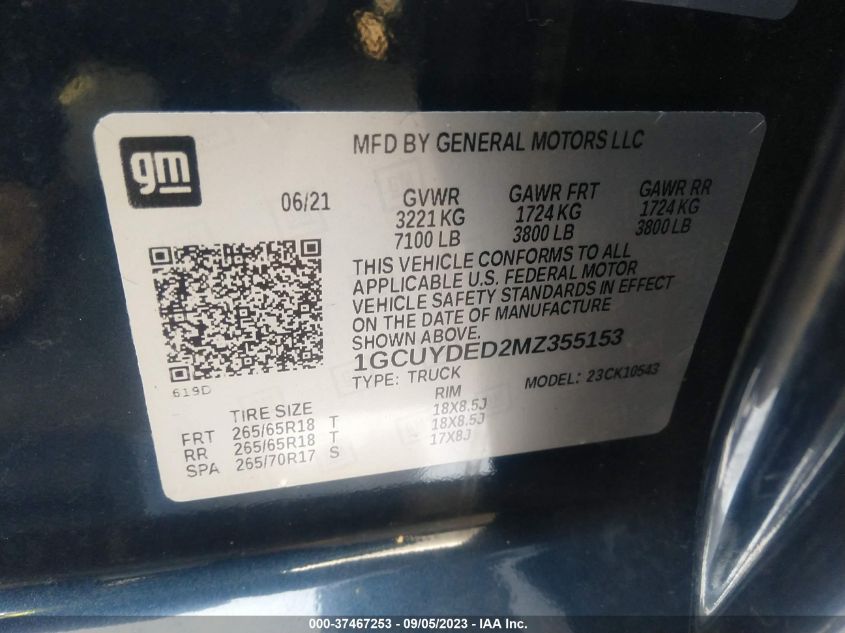 gm
MFD BY GENERAL MOTORS LLC
06/21
GVWR GAWR FRT GAWR RR
3221 KG 1724 KG 1724 KG
7100 LB 3800 LB 3800 LB
THIS VEHICLE CONFORMS TO ALL
APPLICABLE U.S. FEDERAL MOTOR
VEHICLE SAFETY STANDARDS IN EFFECT
ON THE DATE OF MANUFACTURE
SHOWN ABOVE.
1GCUYDED2MZ355153
TYPE: TRUCK MODEL: 23CK10543
619D
TIRE SIZE RIM
FRT 265/65R18 T 18X8.5J
RR 265/65R18 T 18X8.5J
SPA 265/70R17 S 17X8J
000-37467253 - 09/05/2023 - IAA Inc.